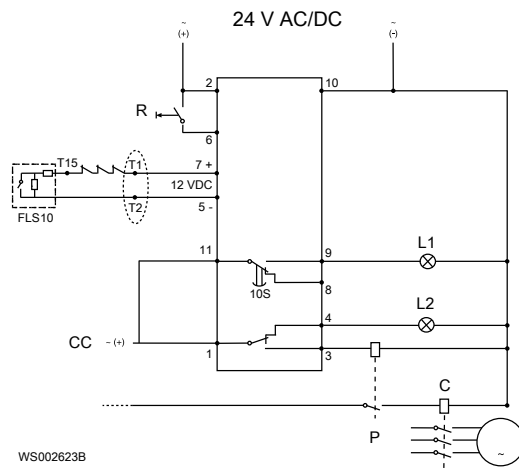 24 V AC/DC
~
(+)
~
(-)
2
10
R
6
T15
T1
7 +
12 VDC
T2
5 -
FLS10
11
9
L1
10S
8
4
L2
CC
~ (+)
1
3
C
P
~
WS002623B